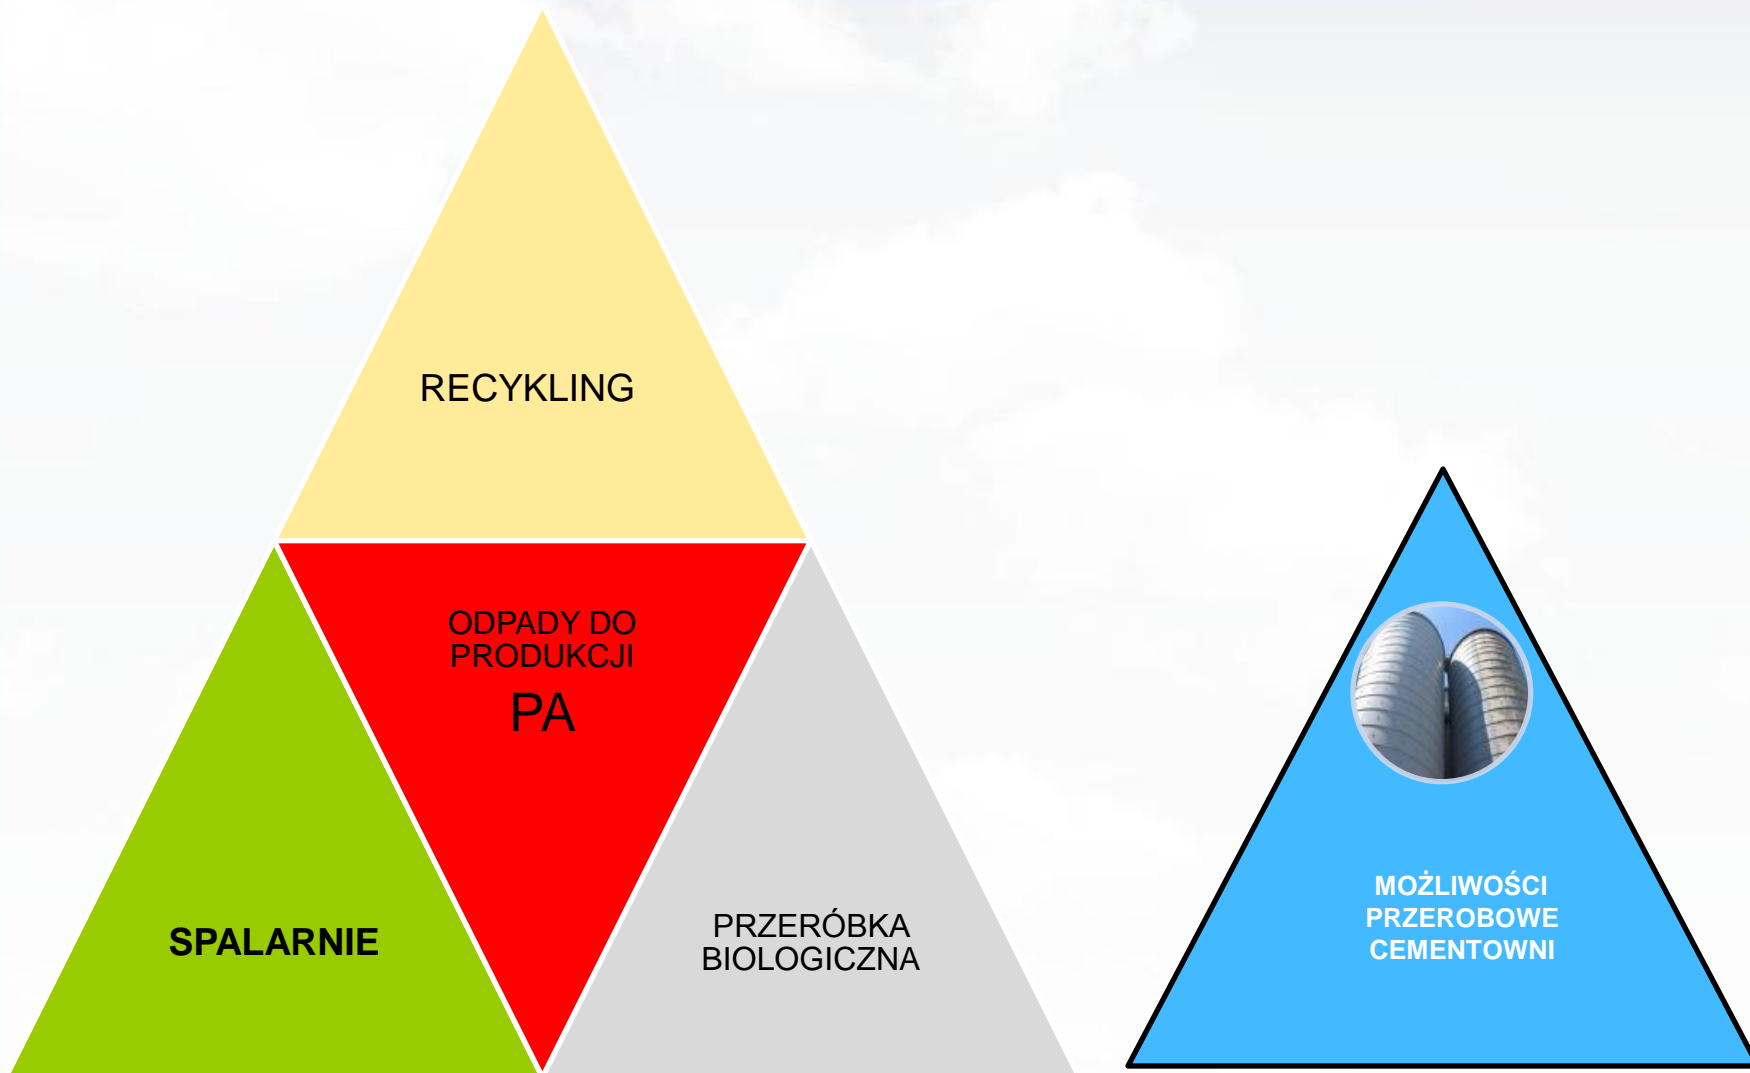 RECYKLING
ODPADY DO
PRODUKCJI
PA
SPALARNIE
PRZERÓBKA
BIOLOGICZNA
MOŻLIWOŚCI
PRZEROBOWE
CEMENTOWNI